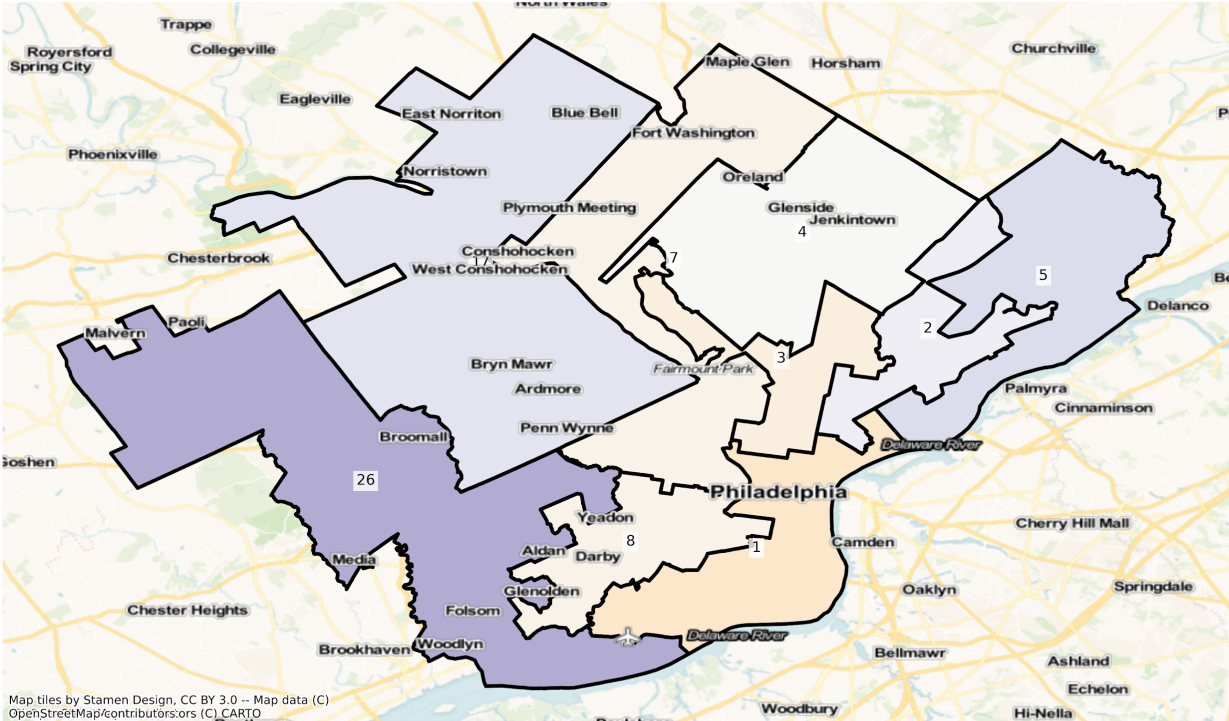 North Wales
Trappe
Collegeville
Royersford
Spring City
Maple Glen
Horsham
Churchville
Eagleville
East Norriton
Blue Bell
Fort Washington
Phoenixville
Norristown
Oreland
Glenside
Jenkintown
Plymouth Meeting
4
Conshohocken
17
7
Chesterbrook
West Conshohocken
5
Delanco
Paoli
Malvern
2
3
Bryn Mawr
Fairmount Park
Ardmore
Palmyra
Cinnaminson
Broomall
Penn Wynne
Delaware River
Goshen
26
Philadelphia
Yeadon
Cherry Hill Mall
8
1
Camden
Aldan
Darby
Media
Glenolden
Oaklyn
Springdale
Chester Heights
Folsom
Delaware River
Brookhaven
Woodlyn
Bellmawr
Ashland
Echelon
Woodbury
Hi-Nella
Map tiles by Stamen Design, CC BY 3.0 -- Map data (C)
OpenStreetMap contributors (C) CARTO